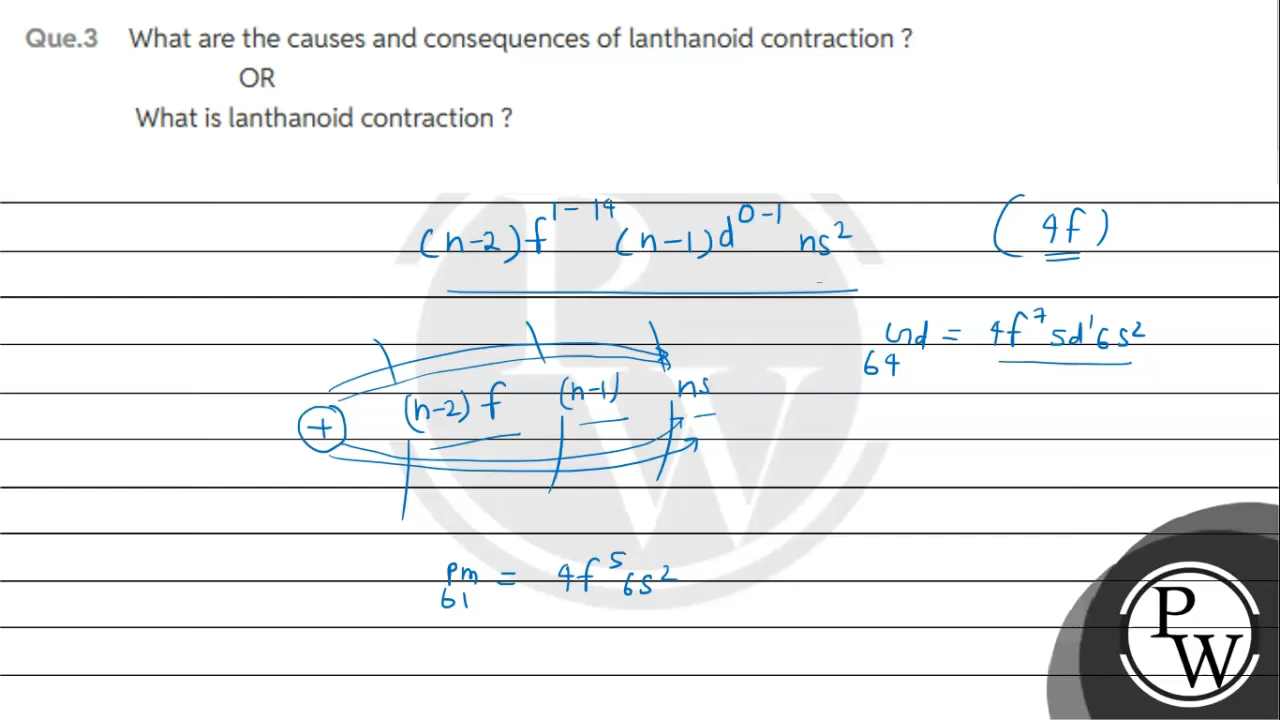 Que.3 What are the causes and consequences of lanthanoid contraction ?
OR
What is lanthanoid contraction ?
(n-2)f¹⁻¹⁴ (n-1)d⁰⁻¹ ns² (4f)
₆₄Gd = 4f⁷ 5d¹ 6s²
+ (n-2) f (n-1) ns
₆₁Pm = 4f⁵ 6s²
P
W